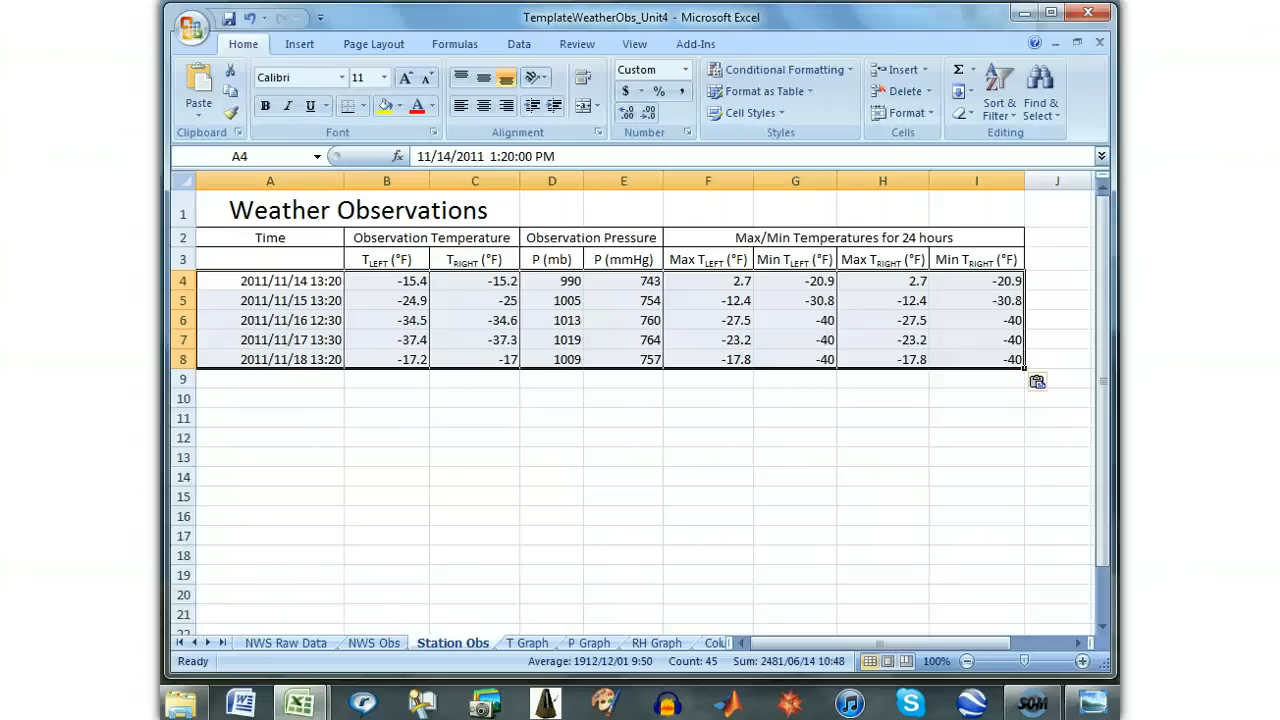 TemplateWeatherObs_Unit4 - Microsoft Excel
Home Insert Page Layout Formulas Data Review View Add-Ins
Calibri 11 Custom Conditional Formatting Insert Σ
Paste $ % , Format as Table Delete Sort & Find &
B I U A Cell Styles Format Filter Select
Clipboard Font Alignment Number Styles Cells Editing
A4 fx 11/14/2011 1:20:00 PM
A B C D E F G H I J
1 Weather Observations
2 Time Observation Temperature Observation Pressure Max/Min Temperatures for 24 hours
3 TLEFT (°F) TRIGHT (°F) P (mb) P (mmHg) Max TLEFT (°F) Min TLEFT (°F) Max TRIGHT (°F) Min TRIGHT (°F)
4 2011/11/14 13:20 -15.4 -15.2 990 743 2.7 -20.9 2.7 -20.9
5 2011/11/15 13:20 -24.9 -25 1005 754 -12.4 -30.8 -12.4 -30.8
6 2011/11/16 12:30 -34.5 -34.6 1013 760 -27.5 -40 -27.5 -40
7 2011/11/17 13:30 -37.4 -37.3 1019 764 -23.2 -40 -23.2 -40
8 2011/11/18 13:20 -17.2 -17 1009 757 -17.8 -40 -17.8 -40
9
10
11
12
13
14
15
16
17
18
19
20
21
22
NWS Raw Data NWS Obs Station Obs T Graph P Graph RH Graph Colu
Ready Average: 1912/12/01 9:50 Count: 45 Sum: 2481/06/14 10:48 100%
SOM